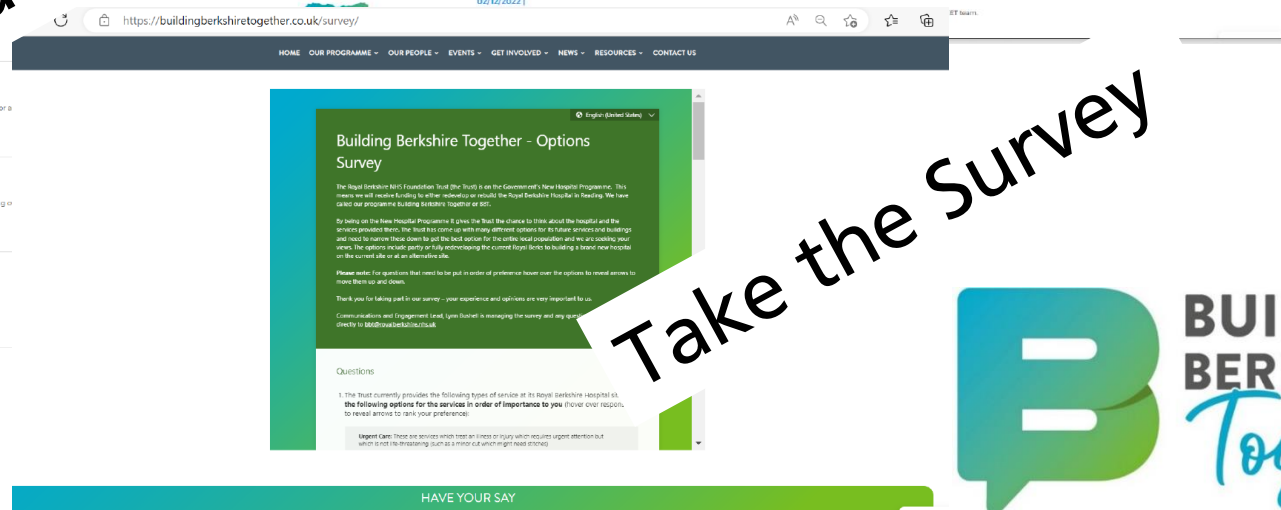 02/12/2022 |
https://buildingberkshiretogether.co.uk/survey/
ET team.
HOME OUR PROGRAMME OUR PEOPLE EVENTS GET INVOLVED NEWS RESOURCES CONTACT US
or a
English (United States)
Building Berkshire Together - Options
Survey
The Royal Berkshire NHS Foundation Trust (the Trust) is on the Government's New Hospital Programme. This
means we will receive funding to either redevelop or rebuild the Royal Berkshire Hospital in Reading. We have
called our programme Building Berkshire Together or BBT.
By being on the New Hospital Programme it gives the Trust the chance to think about the hospital and the
services provided there. The Trust has come up with many different options for its future services and buildings
and need to narrow these down to get the best option for the entire local population and we are seeking your
views. The options include partly or fully redeveloping the current Royal Berks to building a brand new hospital
on the current site or at an alternative site.
Please note: For questions that need to be put in order of preference hover over the options to reveal arrows to
move them up and down.
Thank you for taking part in our survey – your experience and opinions are very important to us.
Communications and Engagement Lead, Lynn Bushell is managing the survey and any quest
directly to bbt@royalberkshire.nhs.uk
Take the Survey
Questions
1. The Trust currently provides the following types of service at its Royal Berkshire Hospital sit
the following options for the services in order of importance to you (hover over respon
to reveal arrows to rank your preference):
Urgent Care: These are services which treat an illness or injury which requires urgent attention but
which is not life-threatening (such as a minor cut which might need stitches)
HAVE YOUR SAY
B
BUI
BER
Tog